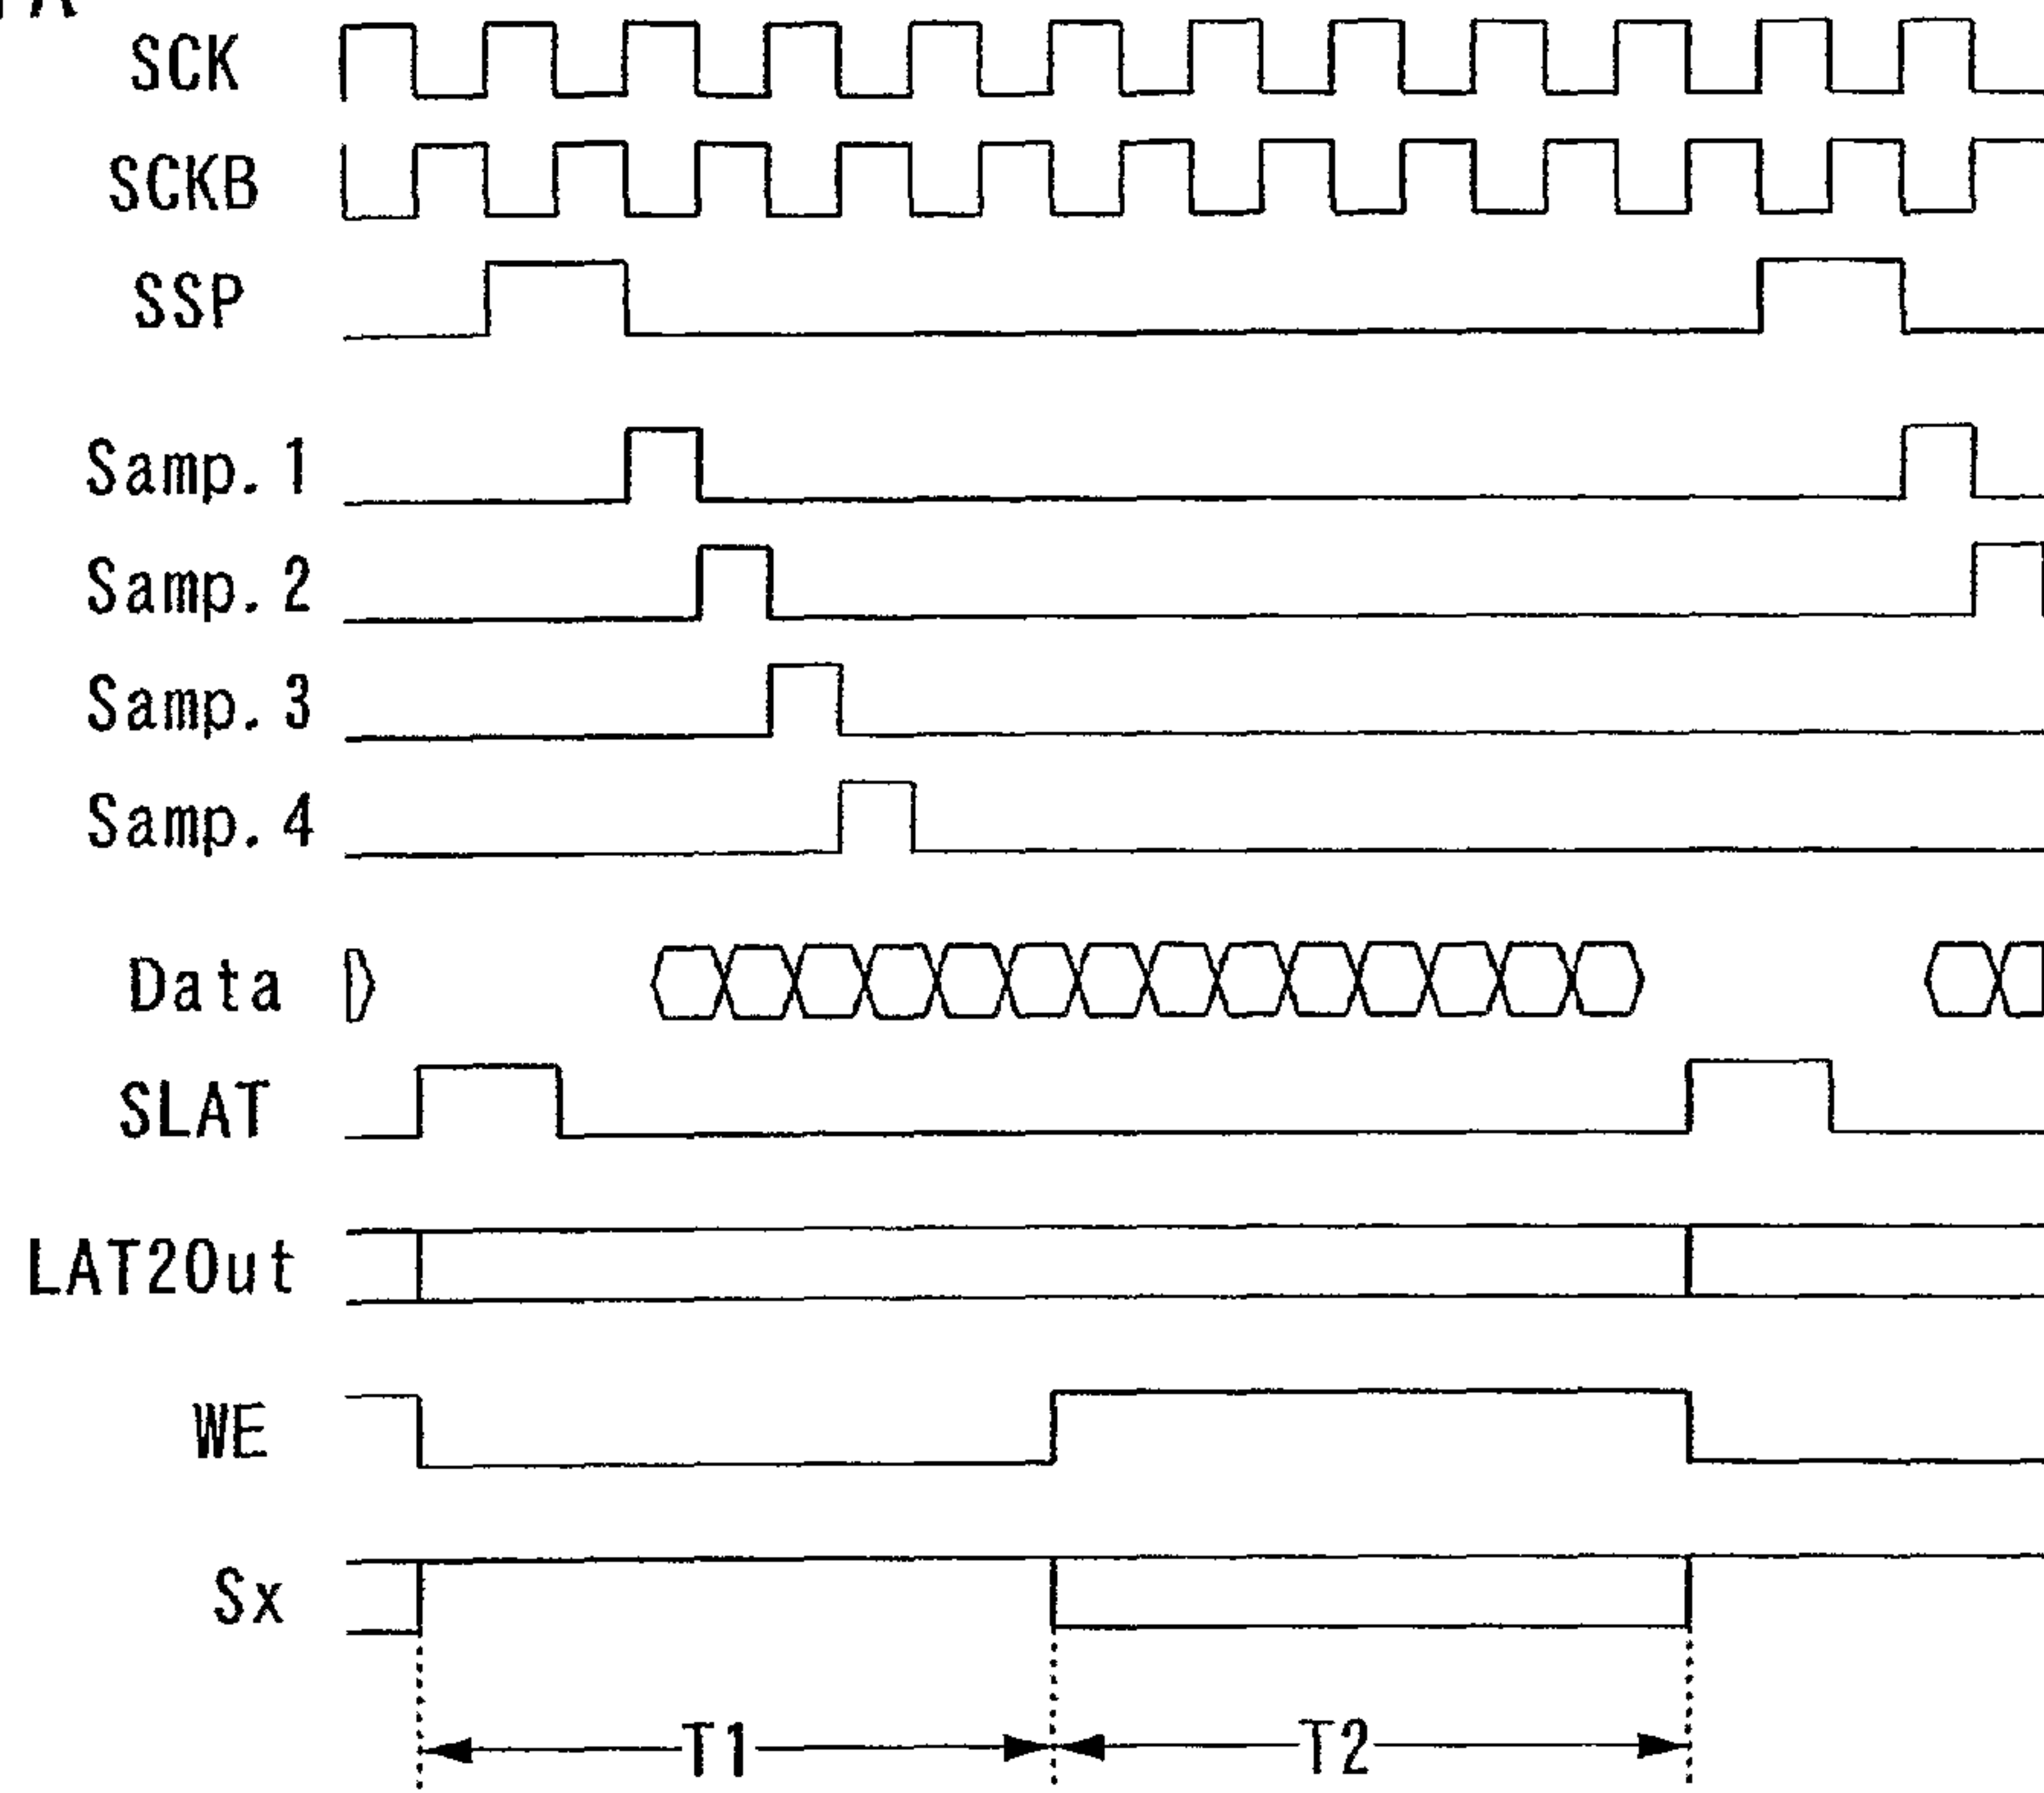 SCK
SCKB
SSP
Samp.1
Samp.2
Samp.3
Samp.4
Data
SLAT
LAT2Out
WE
Sx
T1 T2